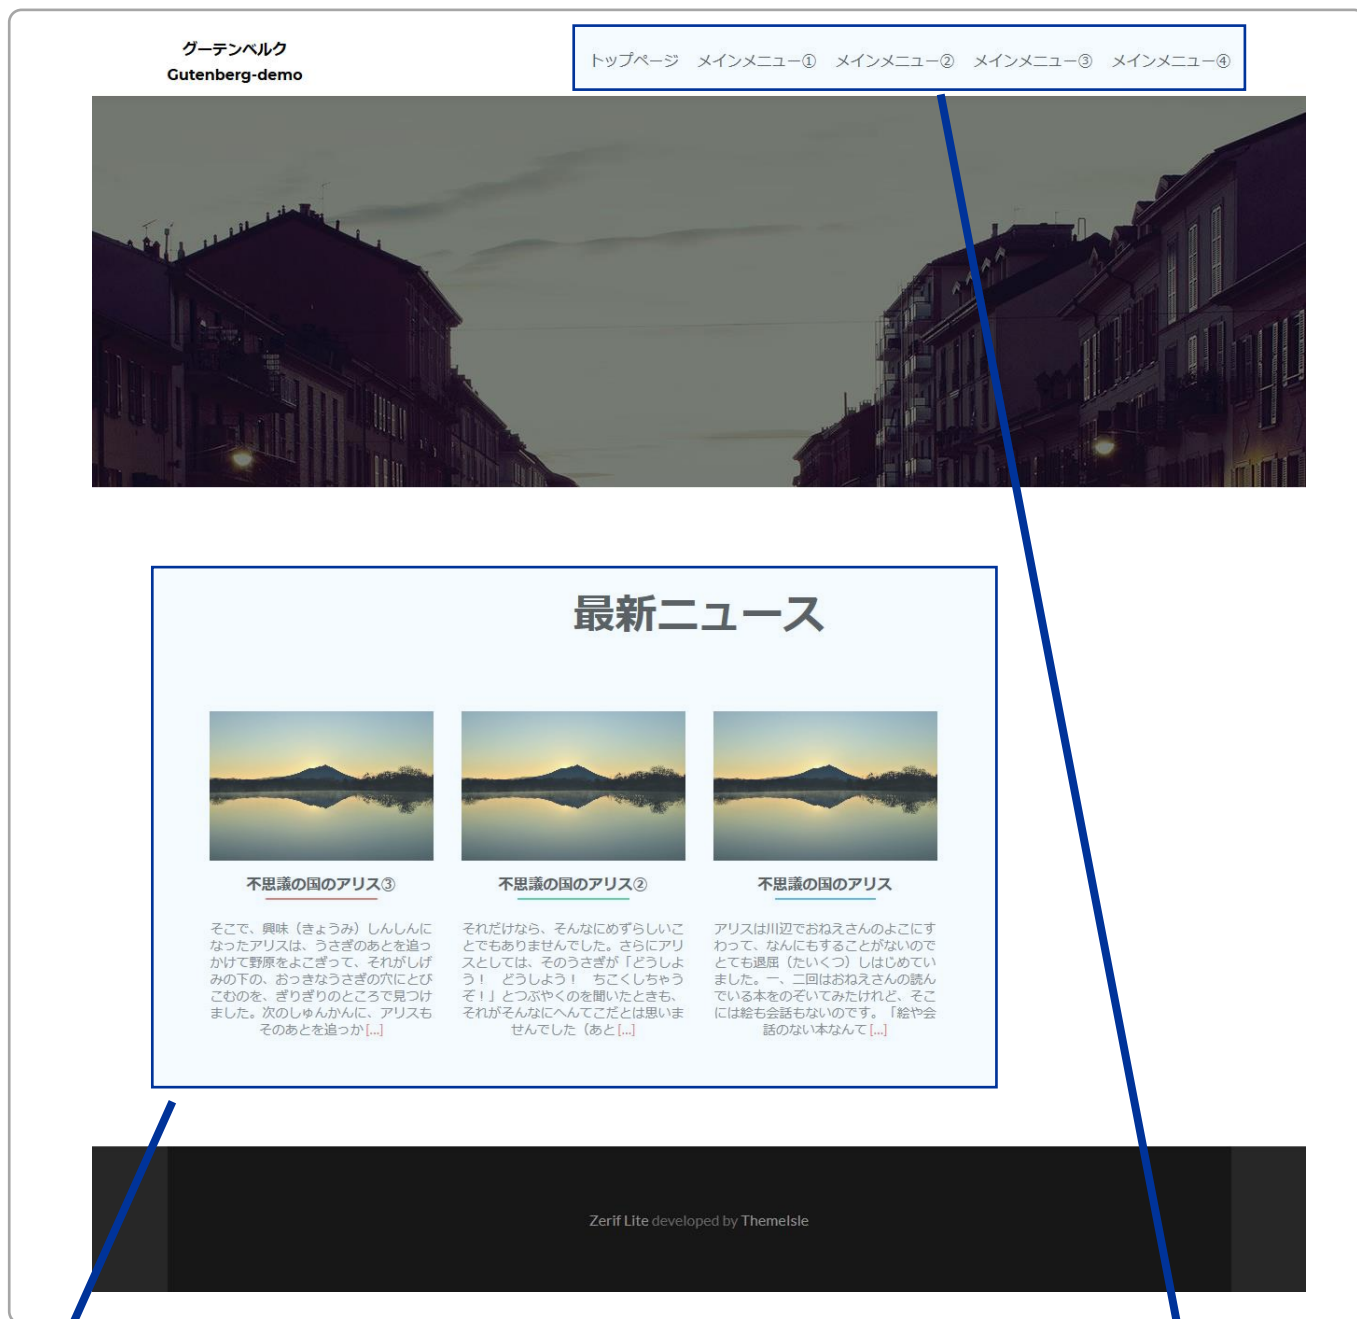 グーテンベルク
Gutenberg-demo
トップページ メインメニュー① メインメニュー② メインメニュー③ メインメニュー④
最新ニュース
不思議の国のアリス③
そこで、興味（きょうみ）しんしんに
なったアリスは、うさぎのあとを追っ
かけて野原をよこぎって、それがしげ
みの下の、おっきなうさぎの穴にとび
こむのを、ぎりぎりのところで見つけ
ました。次のしゅんかんに、アリスも
そのあとを追っか [...]
不思議の国のアリス②
それだけなら、そんなにめずらしいこ
とでもありませんでした。さらにアリ
スとしては、そのうさぎが「どうしよ
う！　どうしよう！　ちこくしちゃう
ぞ！」とつぶやくのを聞いたときも、
それがそんなにへんてこだとは思いま
せんでした（あと [...]
不思議の国のアリス
アリスは川辺でおねえさんのよこにす
わって、なんにもすることがないので
とても退屈（たいくつ）しはじめてい
ました。一、二回はおねえさんの読ん
でいる本をのぞいてみたけれど、そこ
には絵も会話もないのです。「絵や会
話のない本なんて [...]
Zerif Lite developed by ThemeIsle